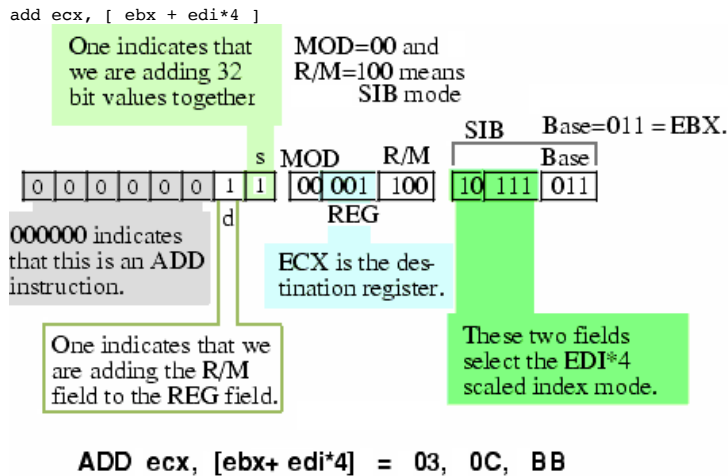 add ecx, [ ebx + edi*4 ]
One indicates that
we are adding 32
bit values together
MOD=00 and
R/M=100 means
SIB mode
SIB
Base=011 = EBX.
s
MOD
R/M
Base
0 0 0 0 0 0 1 1
00 001 100
10 111 011
d
REG
000000 indicates
that this is an ADD
instruction.
ECX is the des-
tination register.
One indicates that we
are adding the R/M
field to the REG field.
These two fields
select the EDI*4
scaled index mode.
ADD ecx, [ebx+ edi*4] = 03, 0C, BB